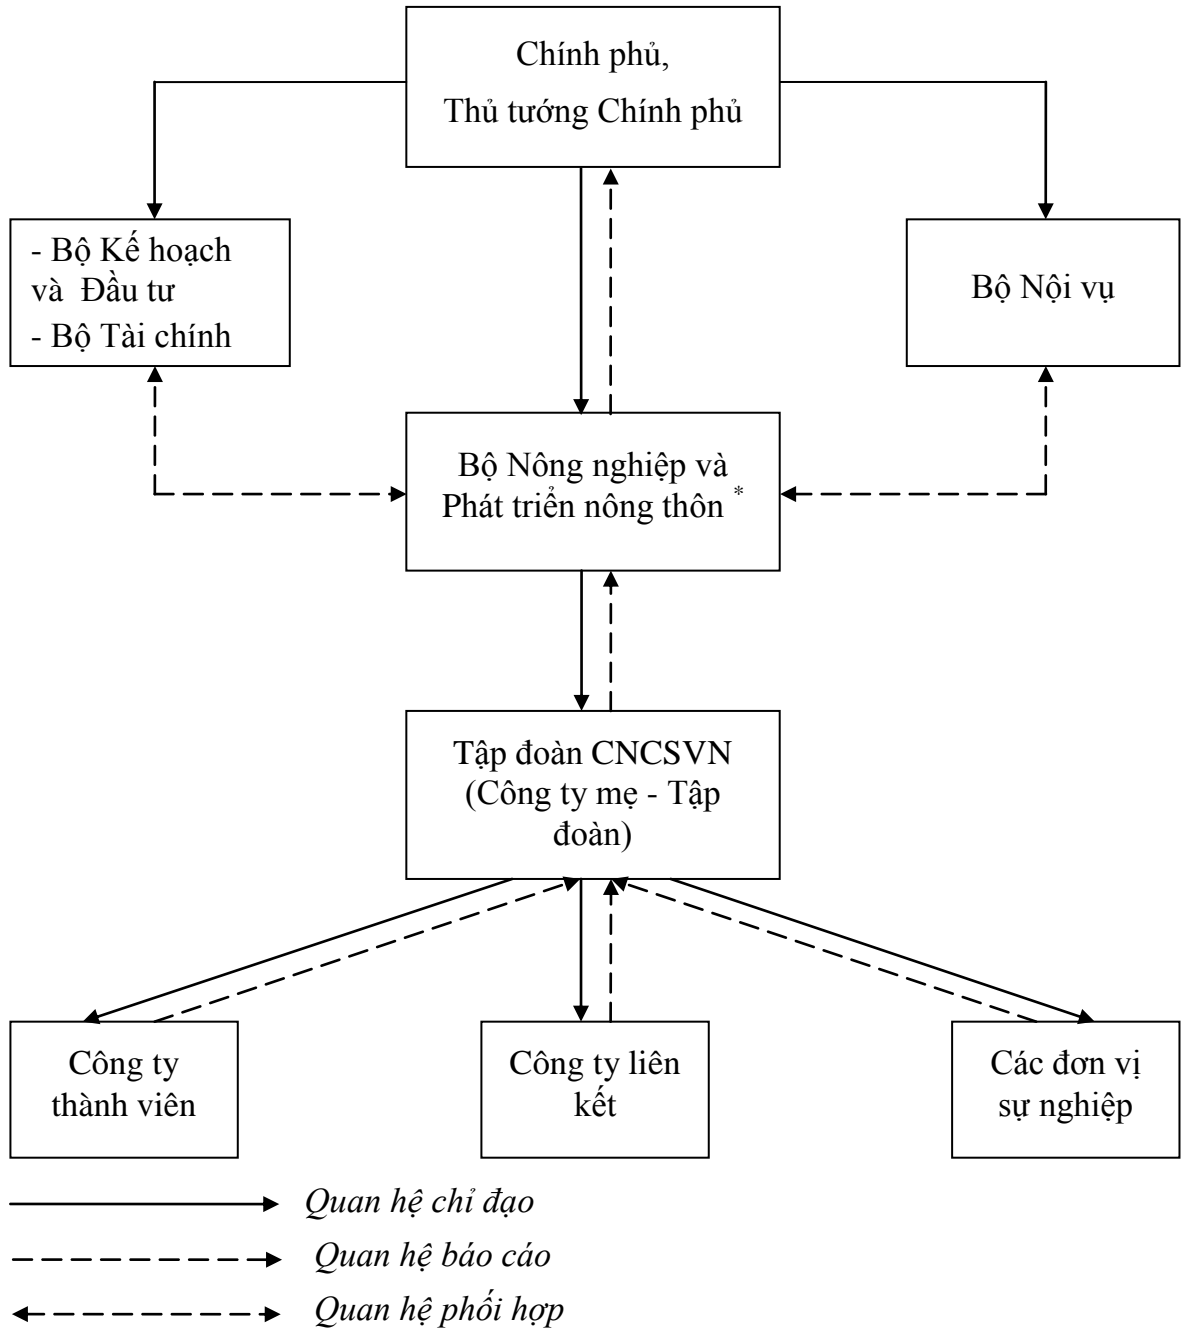 Chính phủ,
Thủ tướng Chính phủ
- Bộ Kế hoạch
và Đầu tư
- Bộ Tài chính
Bộ Nội vụ
Bộ Nông nghiệp và
Phát triển nông thôn *
Tập đoàn CNCSVN
(Công ty mẹ - Tập
đoàn)
Công ty
thành viên
Công ty liên
kết
Các đơn vị
sự nghiệp
Quan hệ chỉ đạo
Quan hệ báo cáo
Quan hệ phối hợp